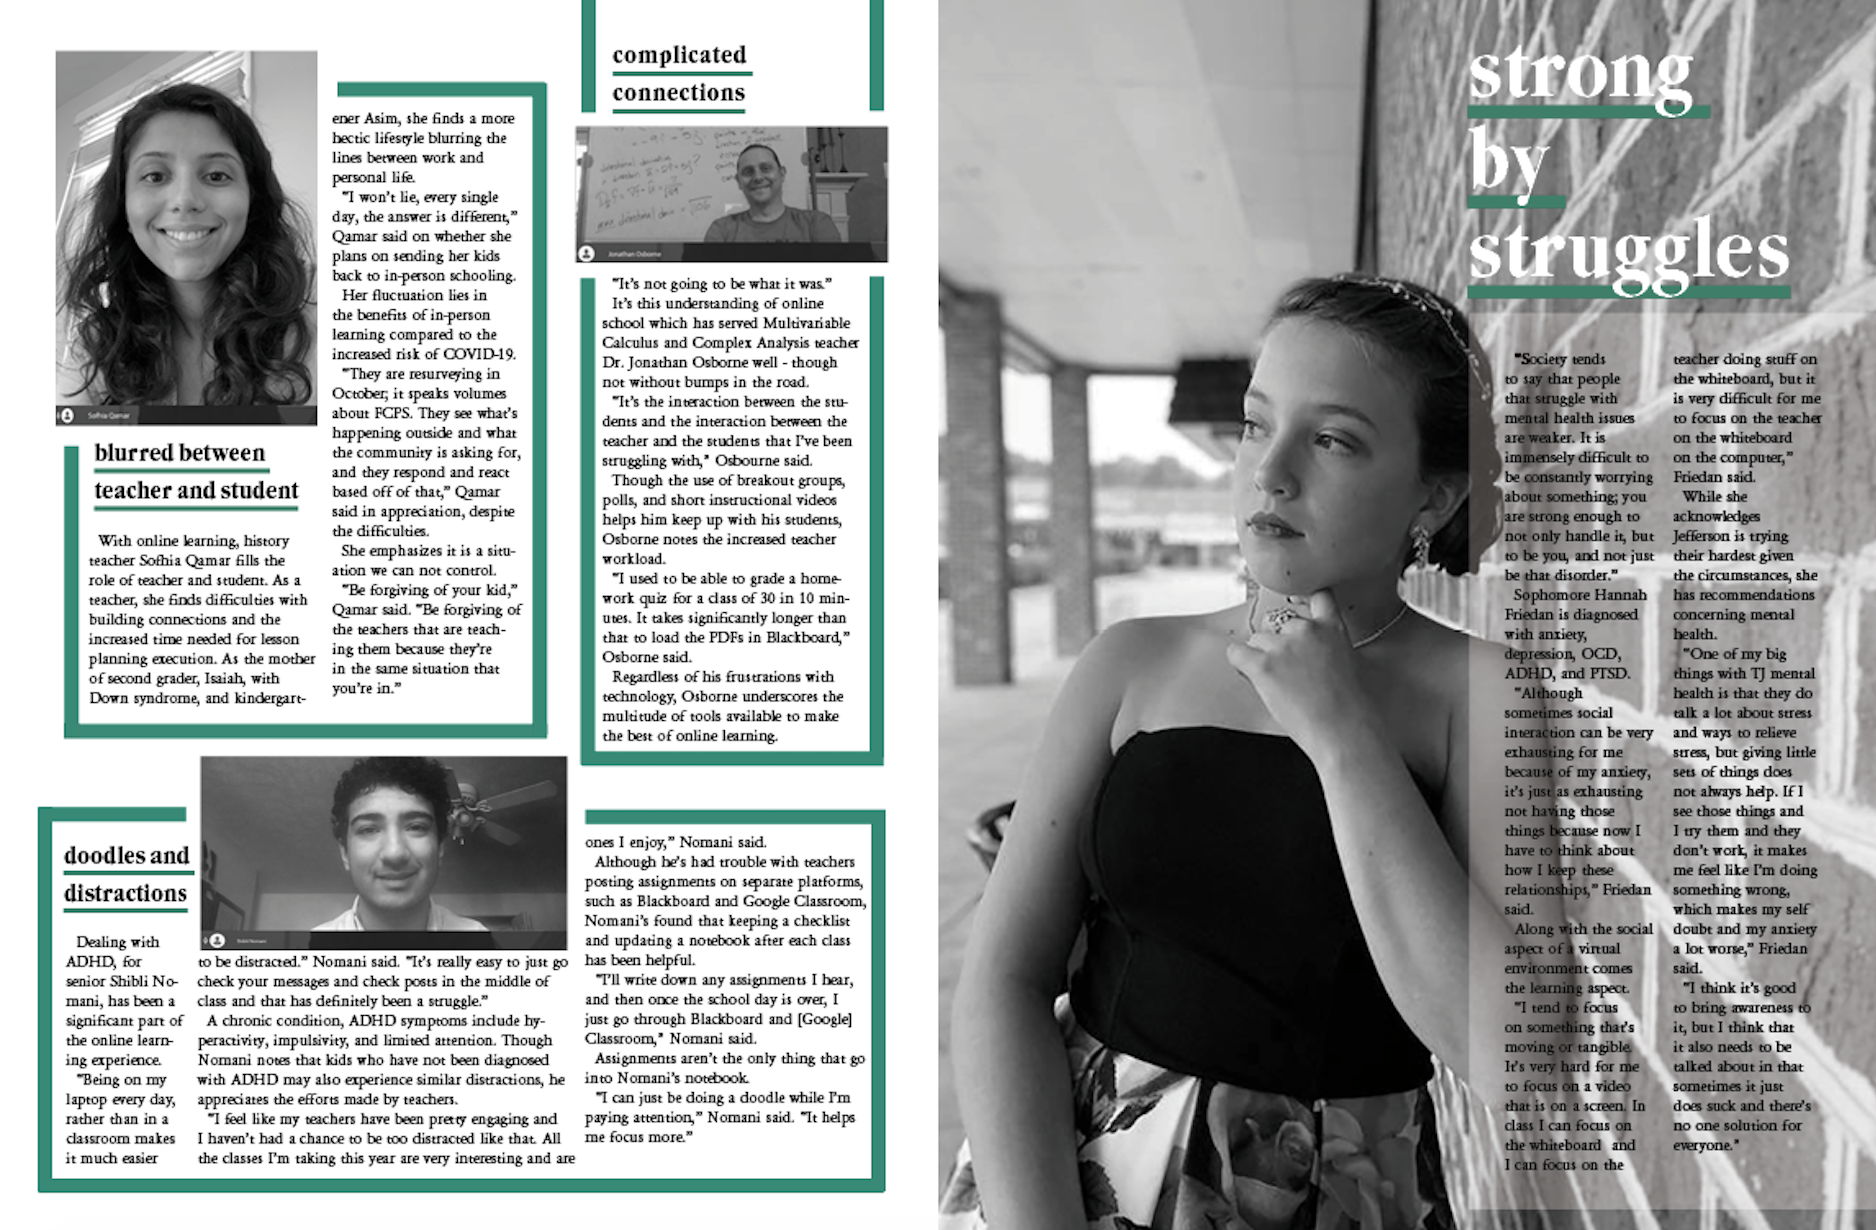 Sofhia Qamar
blurred between
teacher and student
With online learning, history
teacher Sofhia Qamar fills the
role of teacher and student. As a
teacher, she finds difficulties with
building connections and the
increased time needed for lesson
planning execution. As the mother
of second grader, Isaiah, with
Down syndrome, and kindergart-
ener Asim, she finds a more
hectic lifestyle blurring the
lines between work and
personal life.
"I won't lie, every single
day, the answer is different,"
Qamar said on whether she
plans on sending her kids
back to in-person schooling.
Her fluctuation lies in
the benefits of in-person
learning compared to the
increased risk of COVID-19.
"They are resurveying in
October; it speaks volumes
about FCPS. They see what's
happening outside and what
the community is asking for,
and they respond and react
based off of that," Qamar
said in appreciation, despite
the difficulties.
She emphasizes it is a situ-
ation we can not control.
"Be forgiving of your kid,"
Qamar said. "Be forgiving of
the teachers that are teach-
ing them because they're
in the same situation that
you're in."
complicated
connections
Jonathan Osborne
"It's not going to be what it was."
It's this understanding of online
school which has served Multivariable
Calculus and Complex Analysis teacher
Dr. Jonathan Osborne well - though
not without bumps in the road.
"It's the interaction between the stu-
dents and the interaction between the
teacher and the students that I've been
struggling with," Osbourne said.
Though the use of breakout groups,
polls, and short instructional videos
helps him keep up with his students,
Osborne notes the increased teacher
workload.
"I used to be able to grade a home-
work quiz for a class of 30 in 10 min-
utes. It takes significantly longer than
that to load the PDFs in Blackboard,"
Osborne said.
Regardless of his frustrations with
technology, Osborne underscores the
multitude of tools available to make
the best of online learning.
doodles and
distractions
Dealing with
ADHD, for
senior Shibli No-
mani, has been a
significant part of
the online learn-
ing experience.
"Being on my
laptop every day,
rather than in a
classroom makes
it much easier
to be distracted." Nomani said. "It's really easy to just go
check your messages and check posts in the middle of
class and that has definitely been a struggle."
A chronic condition, ADHD symptoms include hy-
peractivity, impulsivity, and limited attention. Though
Nomani notes that kids who have not been diagnosed
with ADHD may also experience similar distractions, he
appreciates the efforts made by teachers.
"I feel like my teachers have been pretty engaging and
I haven't had a chance to be too distracted like that. All
the classes I'm taking this year are very interesting and are
ones I enjoy," Nomani said.
Although he's had trouble with teachers
posting assignments on separate platforms,
such as Blackboard and Google Classroom,
Nomani's found that keeping a checklist
and updating a notebook after each class
has been helpful.
"I'll write down any assignments I hear,
and then once the school day is over, I
just go through Blackboard and [Google]
Classroom," Nomani said.
Assignments aren't the only thing that go
into Nomani's notebook.
"I can just be doing a doodle while I'm
paying attention," Nomani said. "It helps
me focus more."
strong
by
struggles
"Society tends
to say that people
that struggle with
mental health issues
are weaker. It is
immensely difficult to
be constantly worrying
about something; you
are strong enough to
not only handle it, but
to be you, and not just
be that disorder."
Sophomore Hannah
Friedan is diagnosed
with anxiety,
depression, OCD,
ADHD, and PTSD.
"Although
sometimes social
interaction can be very
exhausting for me
because of my anxiety,
it's just as exhausting
not having those
things because now I
have to think about
how I keep these
relationships," Friedan
said.
Along with the social
aspect of a virtual
environment comes
the learning aspect.
"I tend to focus
on something that's
moving or tangible.
It's very hard for me
to focus on a video
that is on a screen. In
class I can focus on
the whiteboard and
I can focus on the
teacher doing stuff on
the whiteboard, but it
is very difficult for me
to focus on the teacher
on the whiteboard
on the computer,"
Friedan said.
While she
acknowledges
Jefferson is trying
their hardest given
the circumstances, she
has recommendations
concerning mental
health.
"One of my big
things with TJ mental
health is that they do
talk a lot about stress
and ways to relieve
stress, but giving little
sets of things does
not always help. If I
see those things and
I try them and they
don't work, it makes
me feel like I'm doing
something wrong,
which makes my self
doubt and my anxiety
a lot worse," Friedan
said.
"I think it's good
to bring awareness to
it, but I think that
it also needs to be
talked about in that
sometimes it just
does suck and there's
no one solution for
everyone."